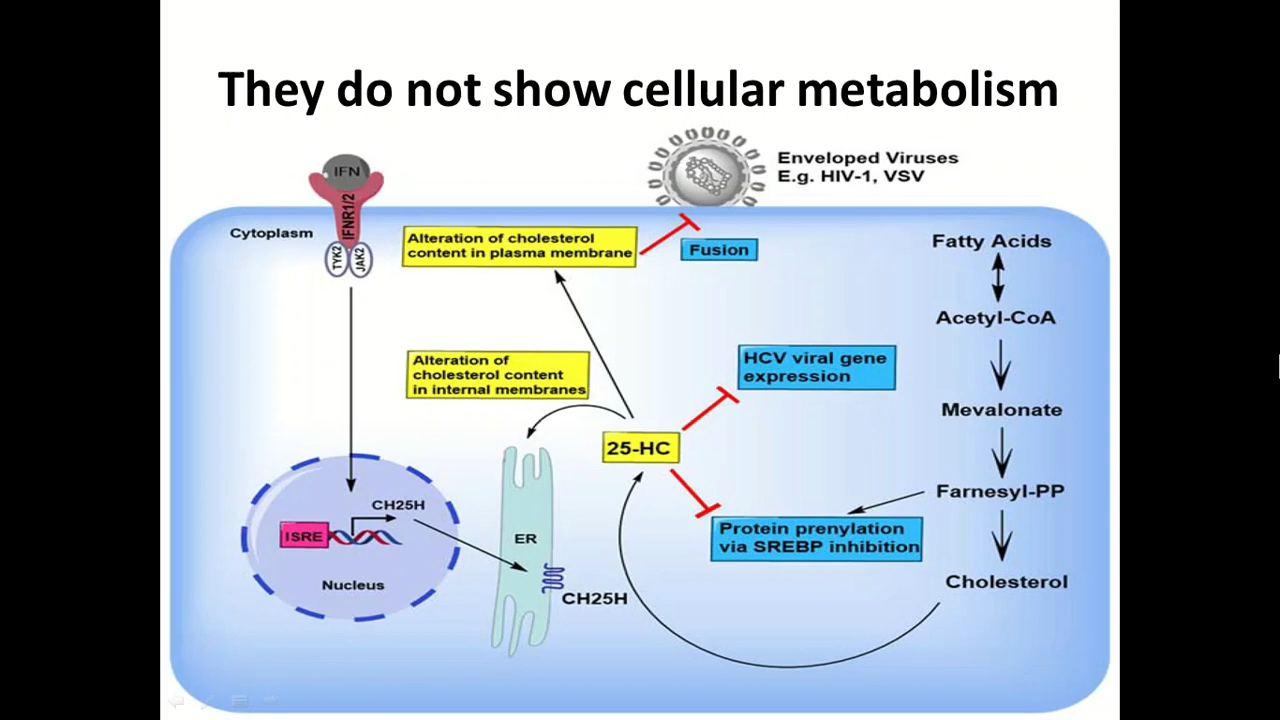 They do not show cellular metabolism
Enveloped Viruses
E.g. HIV-1, VSV
IFN
IFNR1/2
TYK2
JAK2
Cytoplasm
Alteration of cholesterol
content in plasma membrane
Fusion
Fatty Acids
Acetyl-CoA
Alteration of
cholesterol content
in internal membranes
HCV viral gene
expression
Mevalonate
25-HC
Farnesyl-PP
CH25H
ISRE
Nucleus
ER
CH25H
Protein prenylation
via SREBP inhibition
Cholesterol